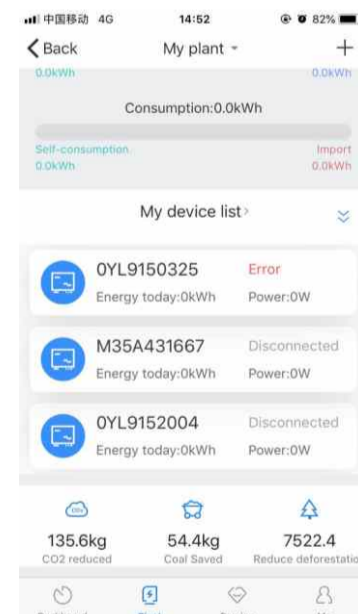 中国移动 4G 14:52 82%
Back My plant
0.0kWh 0.0kWh
Consumption:0.0kWh
Self-consumption Import
0.0kWh 0.0kWh
My device list
0YL9150325 Error
Energy today:0kWh Power:0W
M35A431667 Disconnected
Energy today:0kWh Power:0W
0YL9152004 Disconnected
Energy today:0kWh Power:0W
135.6kg 54.4kg 7522.4
CO2 reduced Coal Saved Reduce deforestatio